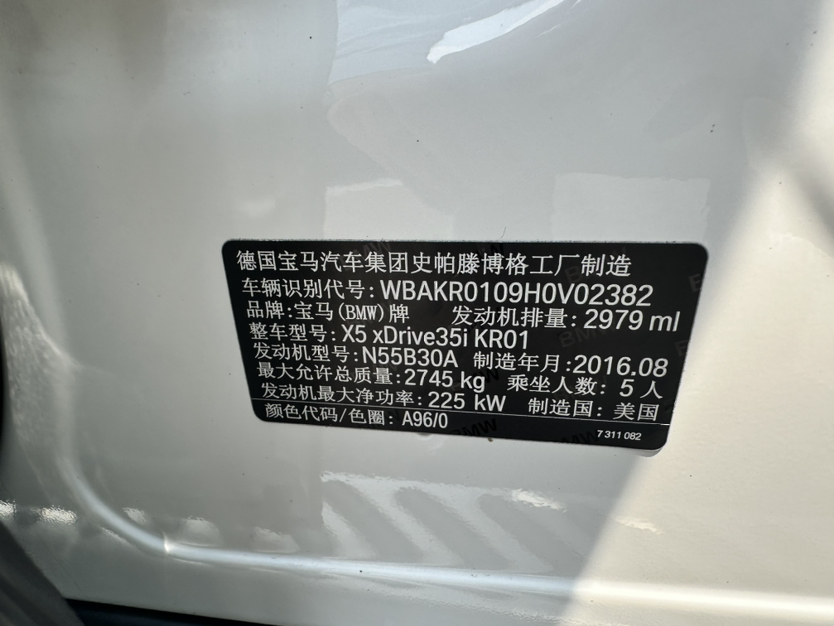 德国宝马汽车集团史帕滕博格工厂制造
车辆识别代号: WBAKR0109H0V02382
品牌: 宝马(BMW)牌 发动机排量: 2979 ml
整车型号: X5 xDrive35i KR01
发动机型号: N55B30A 制造年月: 2016.08
最大允许总质量: 2745 kg 乘坐人数: 5 人
发动机最大净功率: 225 kW 制造国: 美国
颜色代码/色圈: A96/0
7 311 082